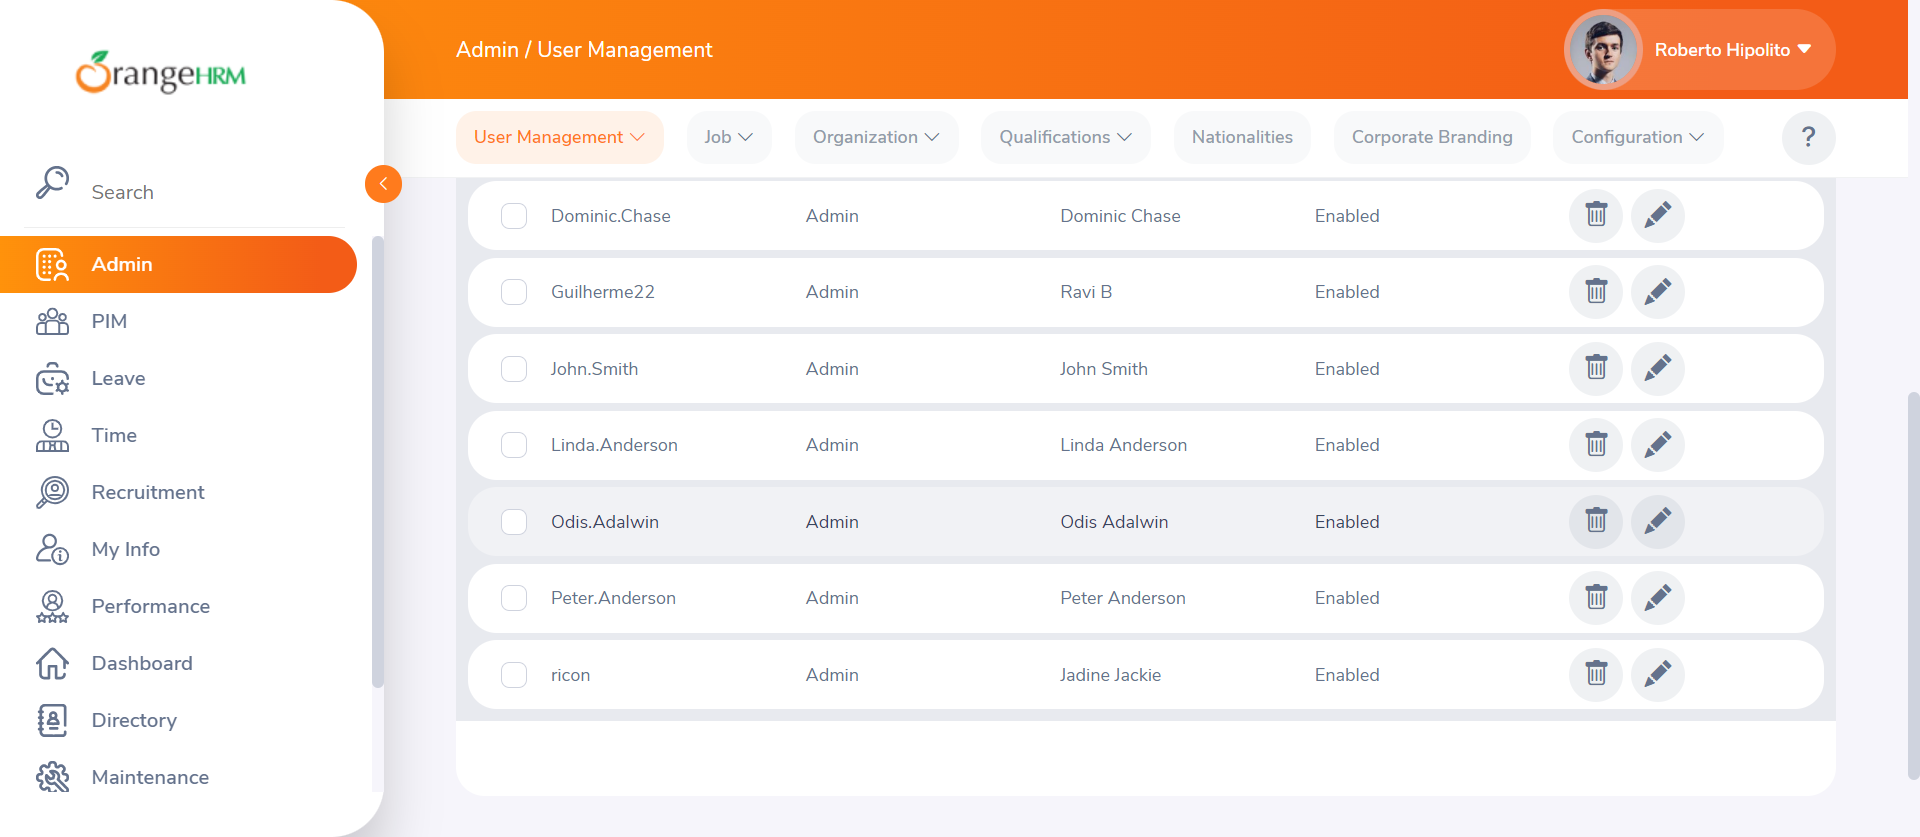 OrangeHRM
Admin / User Management
Roberto Hipolito
User Management
Job
Organization
Qualifications
Nationalities
Corporate Branding
Configuration
?
Search
Admin
PIM
Leave
Time
Recruitment
My Info
Performance
Dashboard
Directory
Maintenance
Dominic.Chase Admin Dominic Chase Enabled
Guilherme22 Admin Ravi B Enabled
John.Smith Admin John Smith Enabled
Linda.Anderson Admin Linda Anderson Enabled
Odis.Adalwin Admin Odis Adalwin Enabled
Peter.Anderson Admin Peter Anderson Enabled
ricon Admin Jadine Jackie Enabled